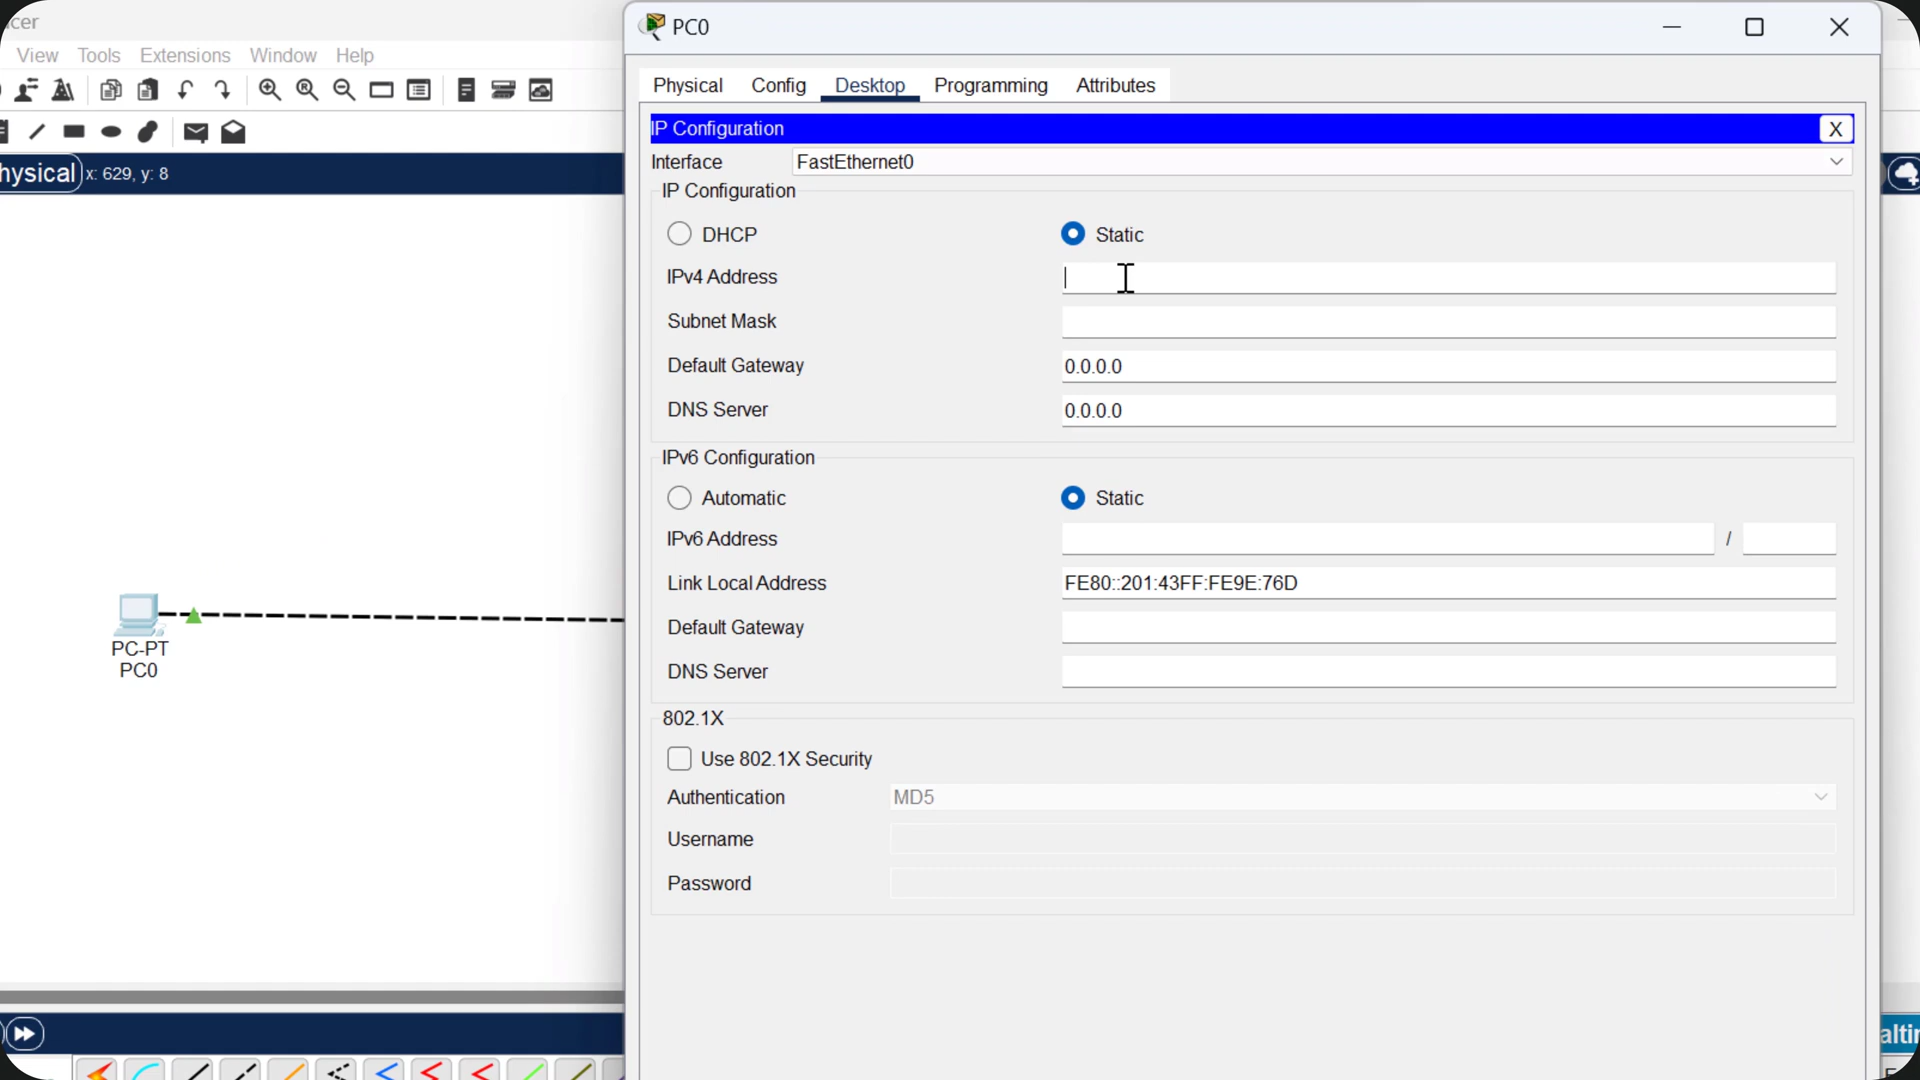 cer
PC0
View Tools Extensions Window Help
Physical Config Desktop Programming Attributes
IP Configuration X
Interface FastEthernet0
hysical x: 629, y: 8
IP Configuration
DHCP Static
IPv4 Address
Subnet Mask
Default Gateway 0.0.0.0
DNS Server 0.0.0.0
IPv6 Configuration
Automatic Static
IPv6 Address /
Link Local Address FE80::201:43FF:FE9E:76D
Default Gateway
DNS Server
PC-PT
PC0
802.1X
Use 802.1X Security
Authentication MD5
Username
Password
altin